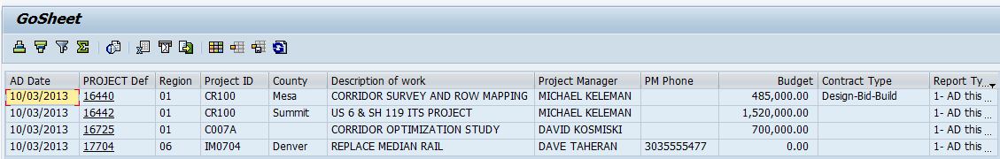 GoSheet
AD Date PROJECT Def Region Project ID County Description of work Project Manager PM Phone Budget Contract Type Report Ty...
10/03/2013 16440 01 CR100 Mesa CORRIDOR SURVEY AND ROW MAPPING MICHAEL KELEMAN 485,000.00 Design-Bid-Build 1- AD this ...
10/03/2013 16442 01 CR100 Summit US 6 & SH 119 ITS PROJECT MICHAEL KELEMAN 1,520,000.00 1- AD this ...
10/03/2013 16725 01 C007A CORRIDOR OPTIMIZATION STUDY DAVID KOSMISKI 700,000.00 1- AD this ...
10/03/2013 17704 06 IM0704 Denver REPLACE MEDIAN RAIL DAVE TAHERAN 3035555477 0.00 1- AD this ...